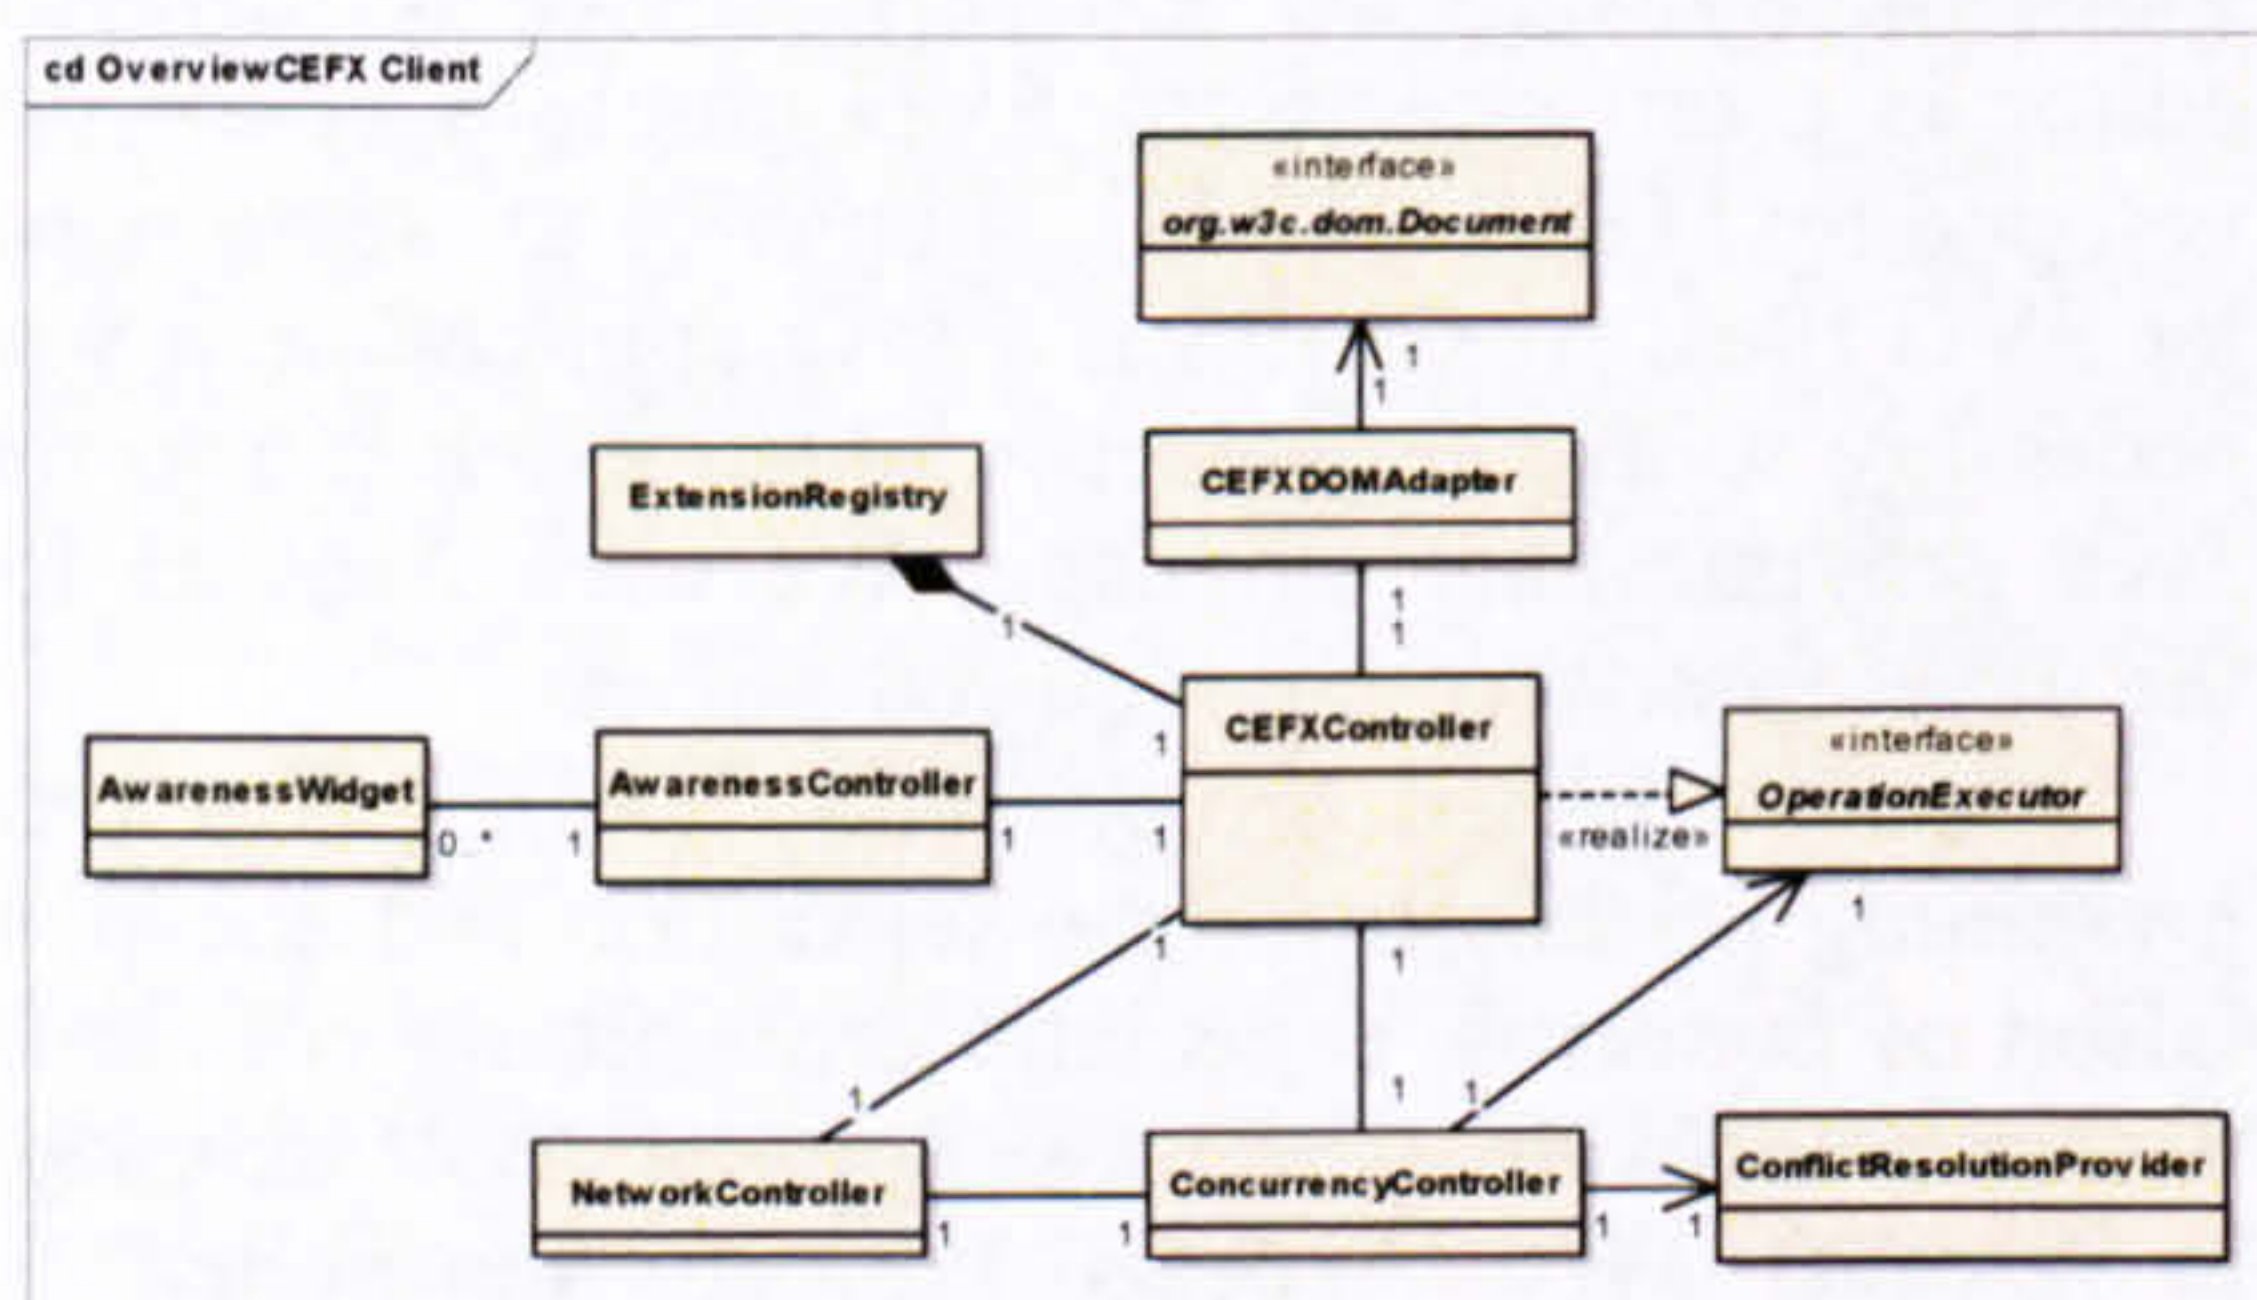 cd OverviewCEFX Client
«interface»
org.w3c.dom.Document
1
1
CEFXDOMAdapter
ExtensionRegistry
1
1
1
CEFXController
1
«interface»
OperationExecutor
«realize»
AwarenessWidget
0..*
1
AwarenessController
1
1
1
1
1
1
1
1
NetworkController
1
1
ConcurrencyController
1
1
ConflictResolutionProvider